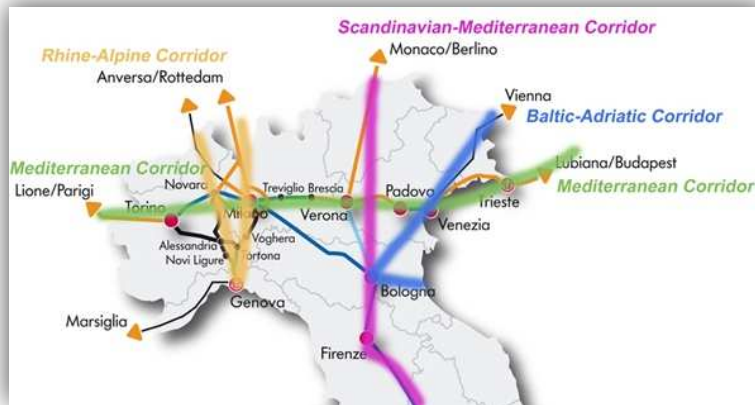 Scandinavian-Mediterranean Corridor
Monaco/Berlino
Rhine-Alpine Corridor
Anversa/Rottedam
Vienna
Baltic-Adriatic Corridor
Mediterranean Corridor
Lubiana/Budapest
Lione/Parigi
Novara
Treviglio Brescia
Padova
Mediterranean Corridor
Torino
Milano
Verona
Trieste
Venezia
Voghera
Alessandria
Novi Ligure
Tortona
Bologna
Genova
Marsiglia
Firenze